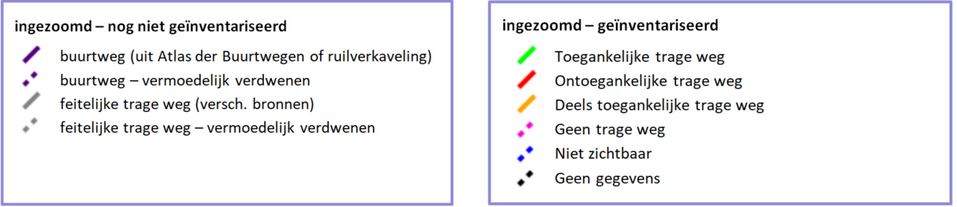 ingezoomd – nog niet geïnventariseerd
buurtweg (uit Atlas der Buurtwegen of ruilverkaveling)
buurtweg – vermoedelijk verdwenen
feitelijke trage weg (versch. bronnen)
feitelijke trage weg – vermoedelijk verdwenen
ingezoomd – geïnventariseerd
Toegankelijke trage weg
Ontoegankelijke trage weg
Deels toegankelijke trage weg
Geen trage weg
Niet zichtbaar
Geen gegevens